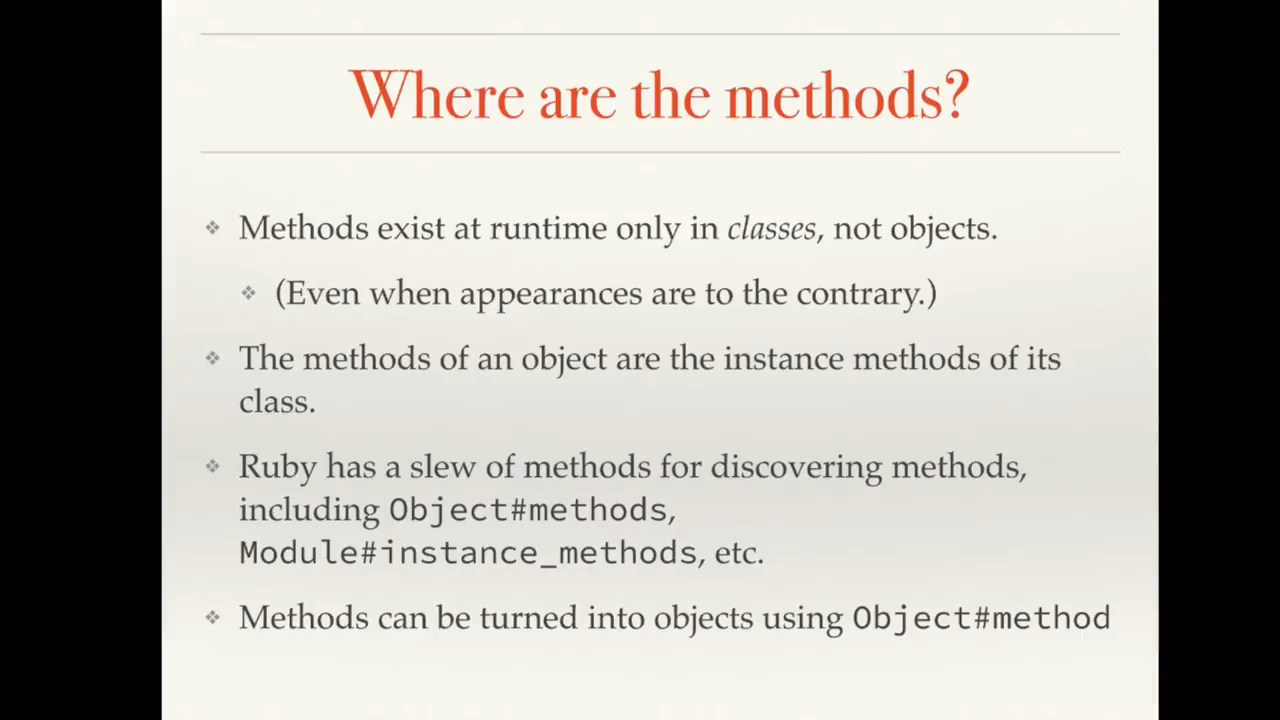 Where are the methods?
Methods exist at runtime only in classes, not objects.
(Even when appearances are to the contrary.)
The methods of an object are the instance methods of its
class.
Ruby has a slew of methods for discovering methods,
including Object#methods,
Module#instance_methods, etc.
Methods can be turned into objects using Object#method